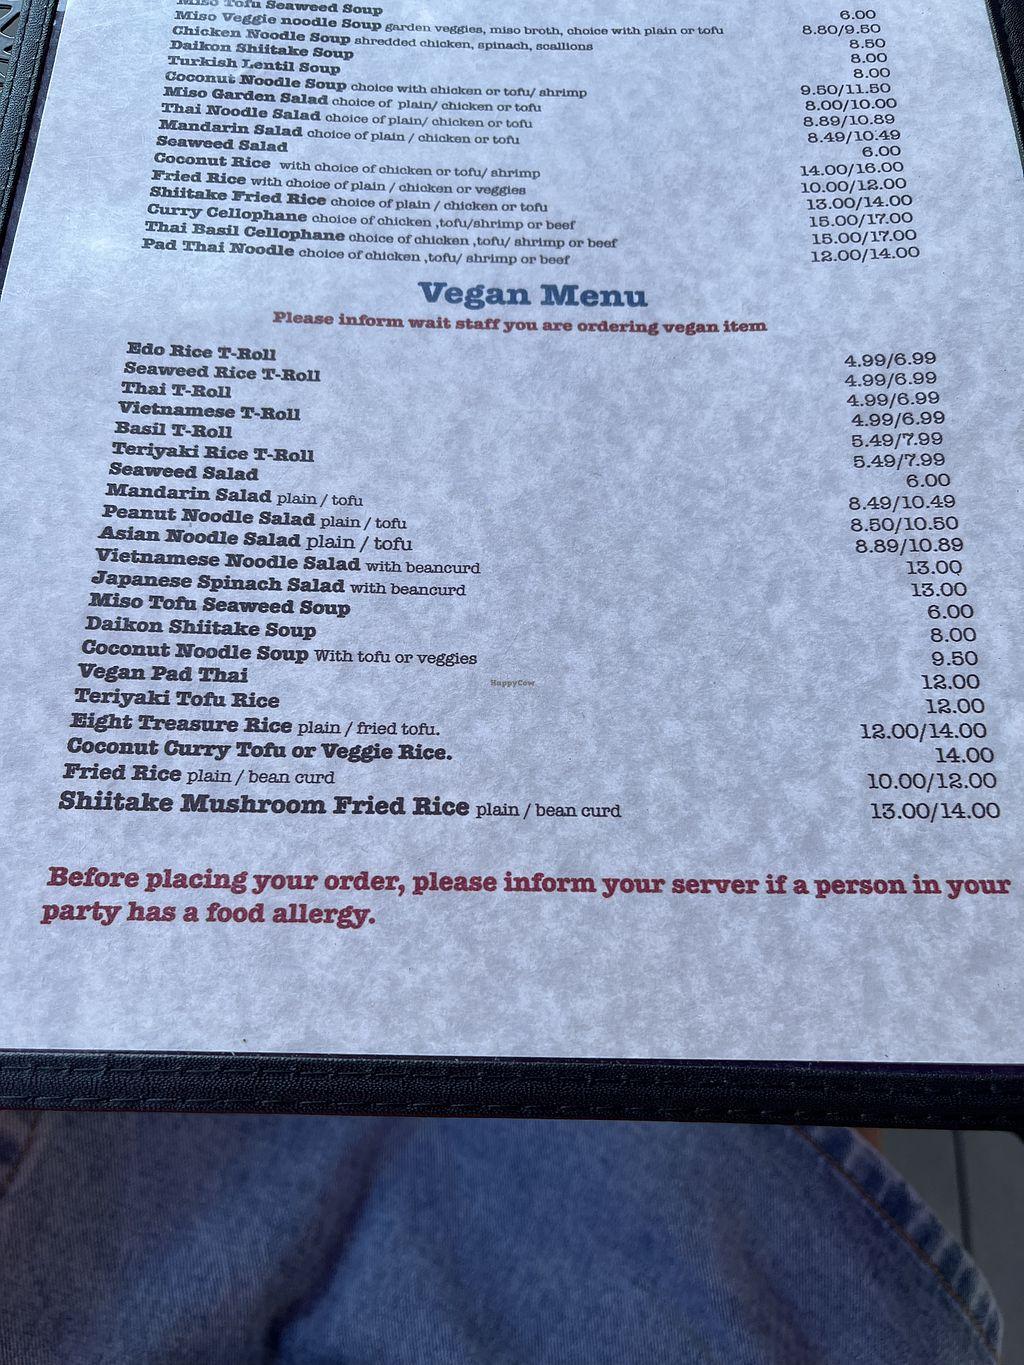 Miso Tofu Seaweed Soup 6.00
Miso Veggie noodle Soup garden veggies, miso broth, choice with plain or tofu 8.80/9.50
Chicken Noodle Soup shredded chicken, spinach, scallions 8.50
Daikon Shiitake Soup 8.00
Turkish Lentil Soup 8.00
Coconut Noodle Soup choice with chicken or tofu/ shrimp 9.50/11.50
Miso Garden Salad choice of plain/ chicken or tofu 8.00/10.00
Thai Noodle Salad choice of plain/ chicken or tofu 8.89/10.89
Mandarin Salad choice of plain / chicken or tofu 8.49/10.49
Seaweed Salad 6.00
Coconut Rice with choice of chicken or tofu/ shrimp 14.00/16.00
Fried Rice with choice of plain / chicken or veggies 10.00/12.00
Shiitake Fried Rice choice of plain / chicken or tofu 13.00/14.00
Curry Cellophane choice of chicken ,tofu/shrimp or beef 15.00/17.00
Thai Basil Cellophane choice of chicken ,tofu/ shrimp or beef 15.00/17.00
Pad Thai Noodle choice of chicken ,tofu/ shrimp or beef 12.00/14.00
Vegan Menu
Please inform wait staff you are ordering vegan item
Edo Rice T-Roll 4.99/6.99
Seaweed Rice T-Roll 4.99/6.99
Thai T-Roll 4.99/6.99
Vietnamese T-Roll 4.99/6.99
Basil T-Roll 5.49/7.99
Teriyaki Rice T-Roll 5.49/7.99
Seaweed Salad 6.00
Mandarin Salad plain / tofu 8.49/10.49
Peanut Noodle Salad plain / tofu 8.50/10.50
Asian Noodle Salad plain / tofu 8.89/10.89
Vietnamese Noodle Salad with beancurd 13.00
Japanese Spinach Salad with beancurd 13.00
Miso Tofu Seaweed Soup 6.00
Daikon Shiitake Soup 8.00
Coconut Noodle Soup With tofu or veggies 9.50
Vegan Pad Thai 12.00
Teriyaki Tofu Rice 12.00
Eight Treasure Rice plain / fried tofu. 12.00/14.00
Coconut Curry Tofu or Veggie Rice. 14.00
Fried Rice plain / bean curd 10.00/12.00
Shiitake Mushroom Fried Rice plain / bean curd 13.00/14.00
HappyCow
Before placing your order, please inform your server if a person in your
party has a food allergy.